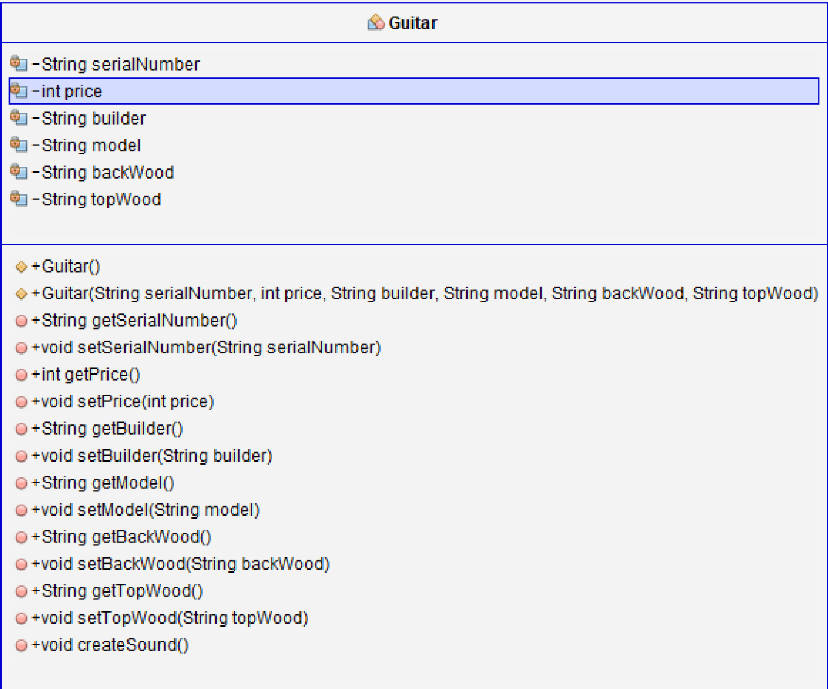 Guitar
-String serialNumber
-int price
-String builder
-String model
-String backWood
-String topWood
+Guitar()
+Guitar(String serialNumber, int price, String builder, String model, String backWood, String topWood)
+String getSerialNumber()
+void setSerialNumber(String serialNumber)
+int getPrice()
+void setPrice(int price)
+String getBuilder()
+void setBuilder(String builder)
+String getModel()
+void setModel(String model)
+String getBackWood()
+void setBackWood(String backWood)
+String getTopWood()
+void setTopWood(String topWood)
+void createSound()